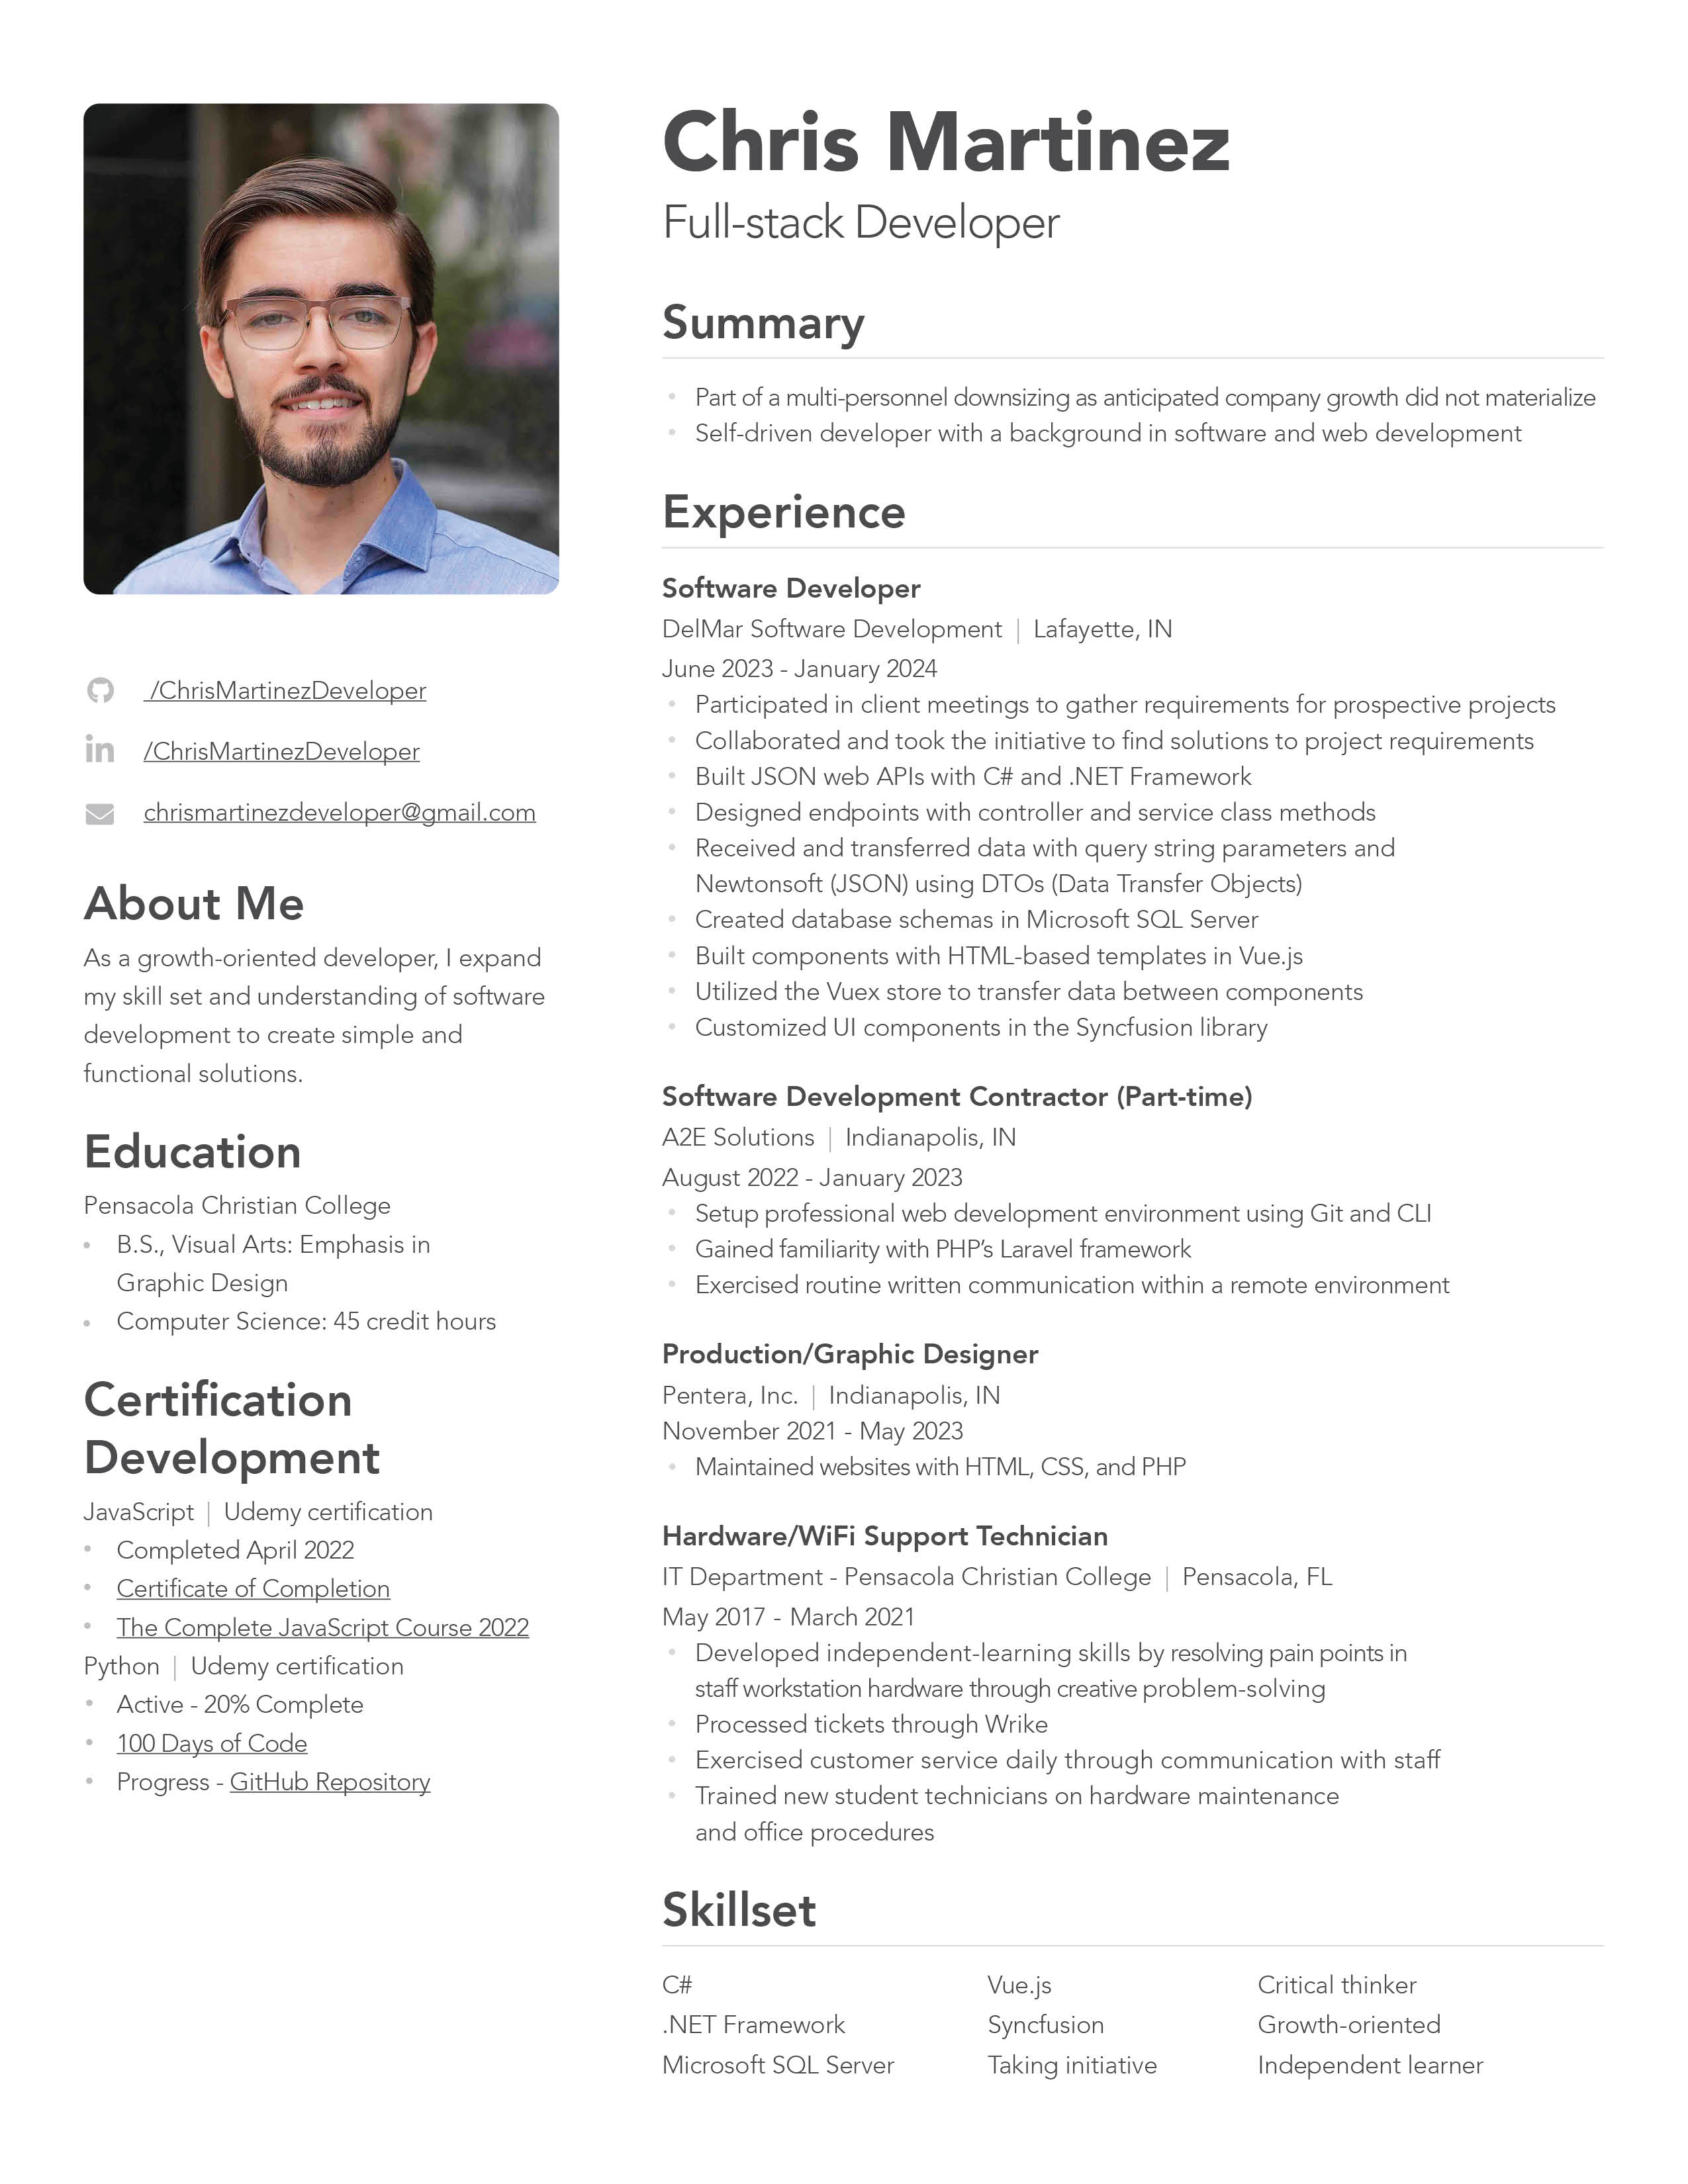 Chris Martinez
Full-stack Developer
/ChrisMartinezDeveloper
/ChrisMartinezDeveloper
chrismartinezdeveloper@gmail.com
About Me
As a growth-oriented developer, I expand
my skill set and understanding of software
development to create simple and
functional solutions.
Education
Pensacola Christian College
• B.S., Visual Arts: Emphasis in
Graphic Design
• Computer Science: 45 credit hours
Certification
Development
JavaScript | Udemy certification
• Completed April 2022
• Certificate of Completion
• The Complete JavaScript Course 2022
Python | Udemy certification
• Active - 20% Complete
• 100 Days of Code
• Progress - GitHub Repository
Summary
• Part of a multi-personnel downsizing as anticipated company growth did not materialize
• Self-driven developer with a background in software and web development
Experience
Software Developer
DelMar Software Development | Lafayette, IN
June 2023 - January 2024
• Participated in client meetings to gather requirements for prospective projects
• Collaborated and took the initiative to find solutions to project requirements
• Built JSON web APIs with C# and .NET Framework
• Designed endpoints with controller and service class methods
• Received and transferred data with query string parameters and
Newtonsoft (JSON) using DTOs (Data Transfer Objects)
• Created database schemas in Microsoft SQL Server
• Built components with HTML-based templates in Vue.js
• Utilized the Vuex store to transfer data between components
• Customized UI components in the Syncfusion library
Software Development Contractor (Part-time)
A2E Solutions | Indianapolis, IN
August 2022 - January 2023
• Setup professional web development environment using Git and CLI
• Gained familiarity with PHP’s Laravel framework
• Exercised routine written communication within a remote environment
Production/Graphic Designer
Pentera, Inc. | Indianapolis, IN
November 2021 - May 2023
• Maintained websites with HTML, CSS, and PHP
Hardware/WiFi Support Technician
IT Department - Pensacola Christian College | Pensacola, FL
May 2017 - March 2021
• Developed independent-learning skills by resolving pain points in
staff workstation hardware through creative problem-solving
• Processed tickets through Wrike
• Exercised customer service daily through communication with staff
• Trained new student technicians on hardware maintenance
and office procedures
Skillset
C# Vue.js Critical thinker
.NET Framework Syncfusion Growth-oriented
Microsoft SQL Server Taking initiative Independent learner